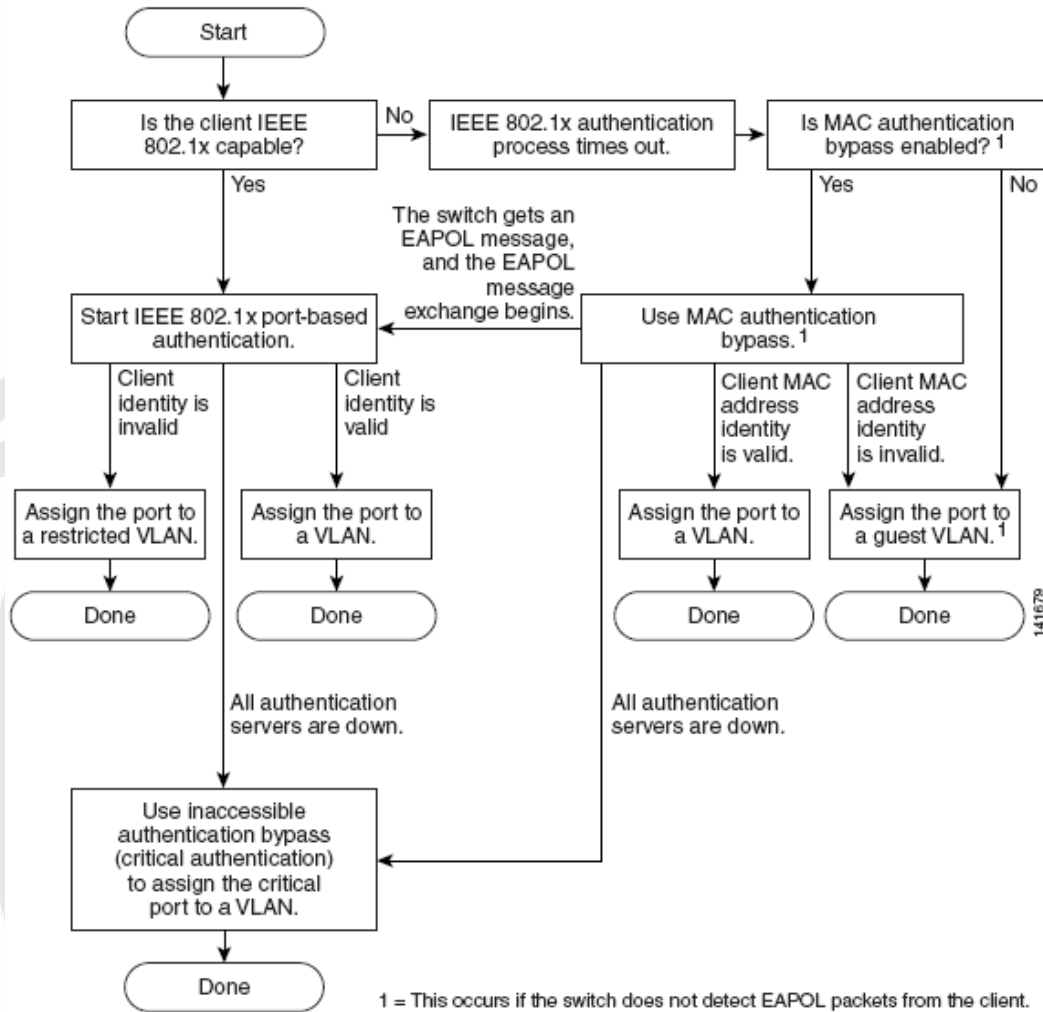 Start
Is the client IEEE
802.1x capable?
No
IEEE 802.1x authentication
process times out.
Is MAC authentication
bypass enabled? 1
Yes
Yes
No
The switch gets an
EAPOL message,
and the EAPOL
message
exchange begins.
Start IEEE 802.1x port-based
authentication.
Use MAC authentication
bypass. 1
Client
identity is
invalid
Client
identity is
valid
Client MAC
address
identity
is valid.
Client MAC
address
identity
is invalid.
Assign the port to
a restricted VLAN.
Assign the port to
a VLAN.
Assign the port to
a VLAN.
Assign the port to
a guest VLAN. 1
Done
Done
Done
Done
141679
All authentication
servers are down.
All authentication
servers are down.
Use inaccessible
authentication bypass
(critical authentication)
to assign the critical
port to a VLAN.
Done
1 = This occurs if the switch does not detect EAPOL packets from the client.